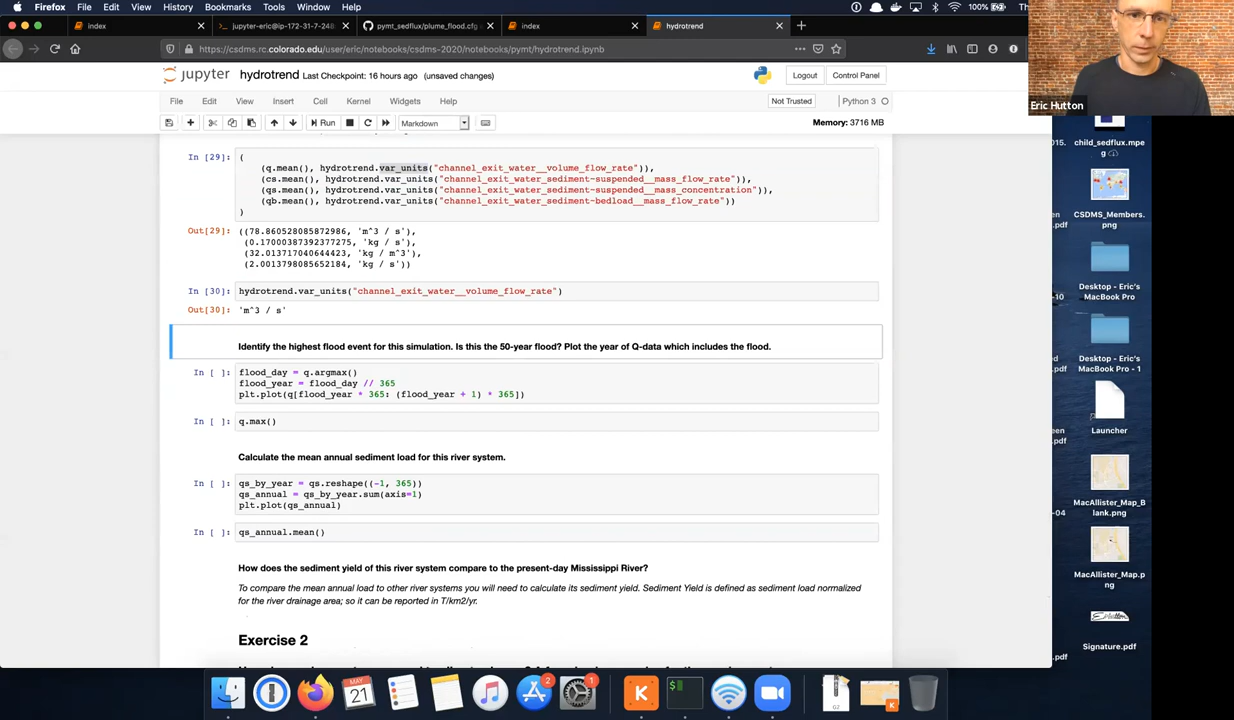 Firefox File Edit View History Bookmarks Tools Window Help 100%
index
jupyter-eric@ip-172-31-7-248
pymt_sedflux/plume_flood.cfg
index
hydrotrend
https://csdms.rc.colorado.edu/user/eric/notebooks/csdms-2020/notebooks/pymt/hydrotrend.ipynb
jupyter hydrotrend Last Checkpoint: 16 hours ago (unsaved changes)
Logout Control Panel
File Edit View Insert Cell Kernel Widgets Help
Not Trusted Python 3
Run Markdown Memory: 3716 MB
In [29]: (
(q.mean(), hydrotrend.var_units("channel_exit_water__volume_flow_rate")),
(cs.mean(), hydrotrend.var_units("channel_exit_water_sediment~suspended__mass_flow_rate")),
(qs.mean(), hydrotrend.var_units("channel_exit_water_sediment~suspended__mass_concentration")),
(qb.mean(), hydrotrend.var_units("channel_exit_water_sediment~bedload__mass_flow_rate"))
)
Out[29]: ((78.860528085872986, 'm^3 / s'),
(0.17000387392377275, 'kg / s'),
(32.013717040644423, 'kg / m^3'),
(2.0013798085652184, 'kg / s'))
In [30]: hydrotrend.var_units("channel_exit_water__volume_flow_rate")
Out[30]: 'm^3 / s'
Identify the highest flood event for this simulation. Is this the 50-year flood? Plot the year of Q-data which includes the flood.
In [ ]: flood_day = q.argmax()
flood_year = flood_day // 365
plt.plot(q[flood_year * 365: (flood_year + 1) * 365])
In [ ]: q.max()
Calculate the mean annual sediment load for this river system.
In [ ]: qs_by_year = qs.reshape((-1, 365))
qs_annual = qs_by_year.sum(axis=1)
plt.plot(qs_annual)
In [ ]: qs_annual.mean()
How does the sediment yield of this river system compare to the present-day Mississippi River?
To compare the mean annual load to other river systems you will need to calculate its sediment yield. Sediment Yield is defined as sediment load normalized
for the river drainage area; so it can be reported in T/km2/yr.
Exercise 2
Eric Hutton
child_sedflux.mpe
g
CSDMS_Members.
png
Desktop - Eric's
MacBook Pro
Desktop - Eric's
MacBook Pro - 1
Launcher
MacAllister_Map_B
lank.png
MacAllister_Map.p
ng
Signature.pdf
MAY
21
2
1